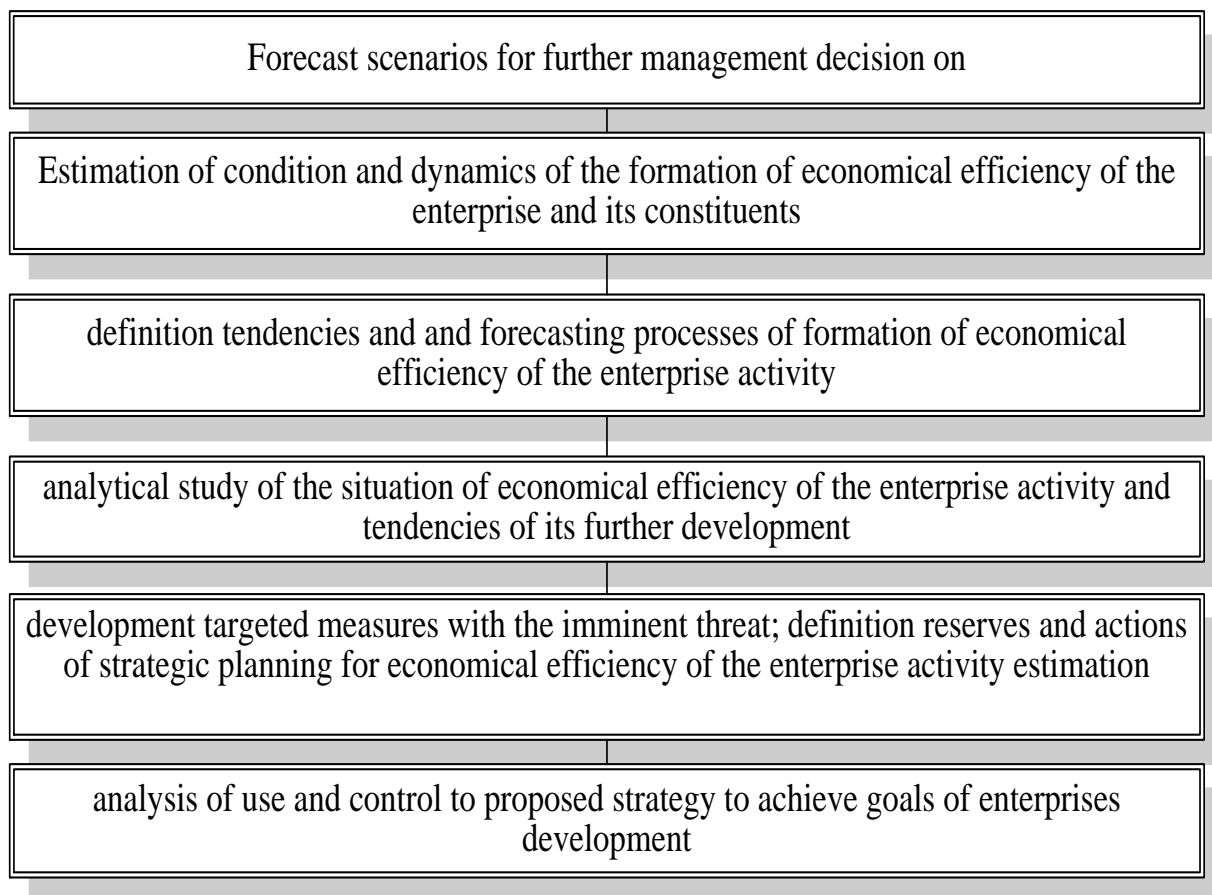 Forecast scenarios for further management decision on
Estimation of condition and dynamics of the formation of economical efficiency of the
enterprise and its constituents
definition tendencies and and forecasting processes of formation of economical
efficiency of the enterprise activity
analytical study of the situation of economical efficiency of the enterprise activity and
tendencies of its further development
development targeted measures with the imminent threat; definition reserves and actions
of strategic planning for economical efficiency of the enterprise activity estimation
analysis of use and control to proposed strategy to achieve goals of enterprises
development